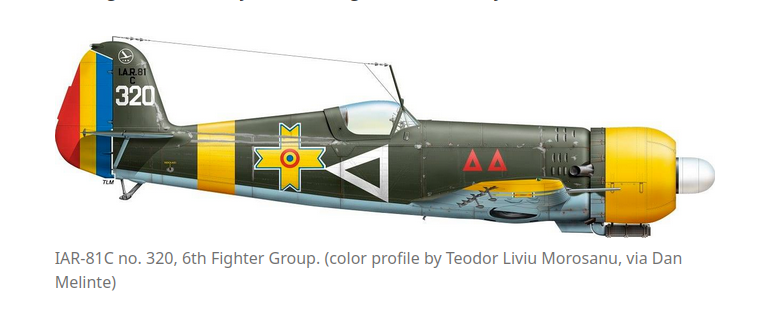 I.A.R.81
C
320
TLM
IAR-81C no. 320, 6th Fighter Group. (color profile by Teodor Liviu Morosanu, via Dan
Melinte)